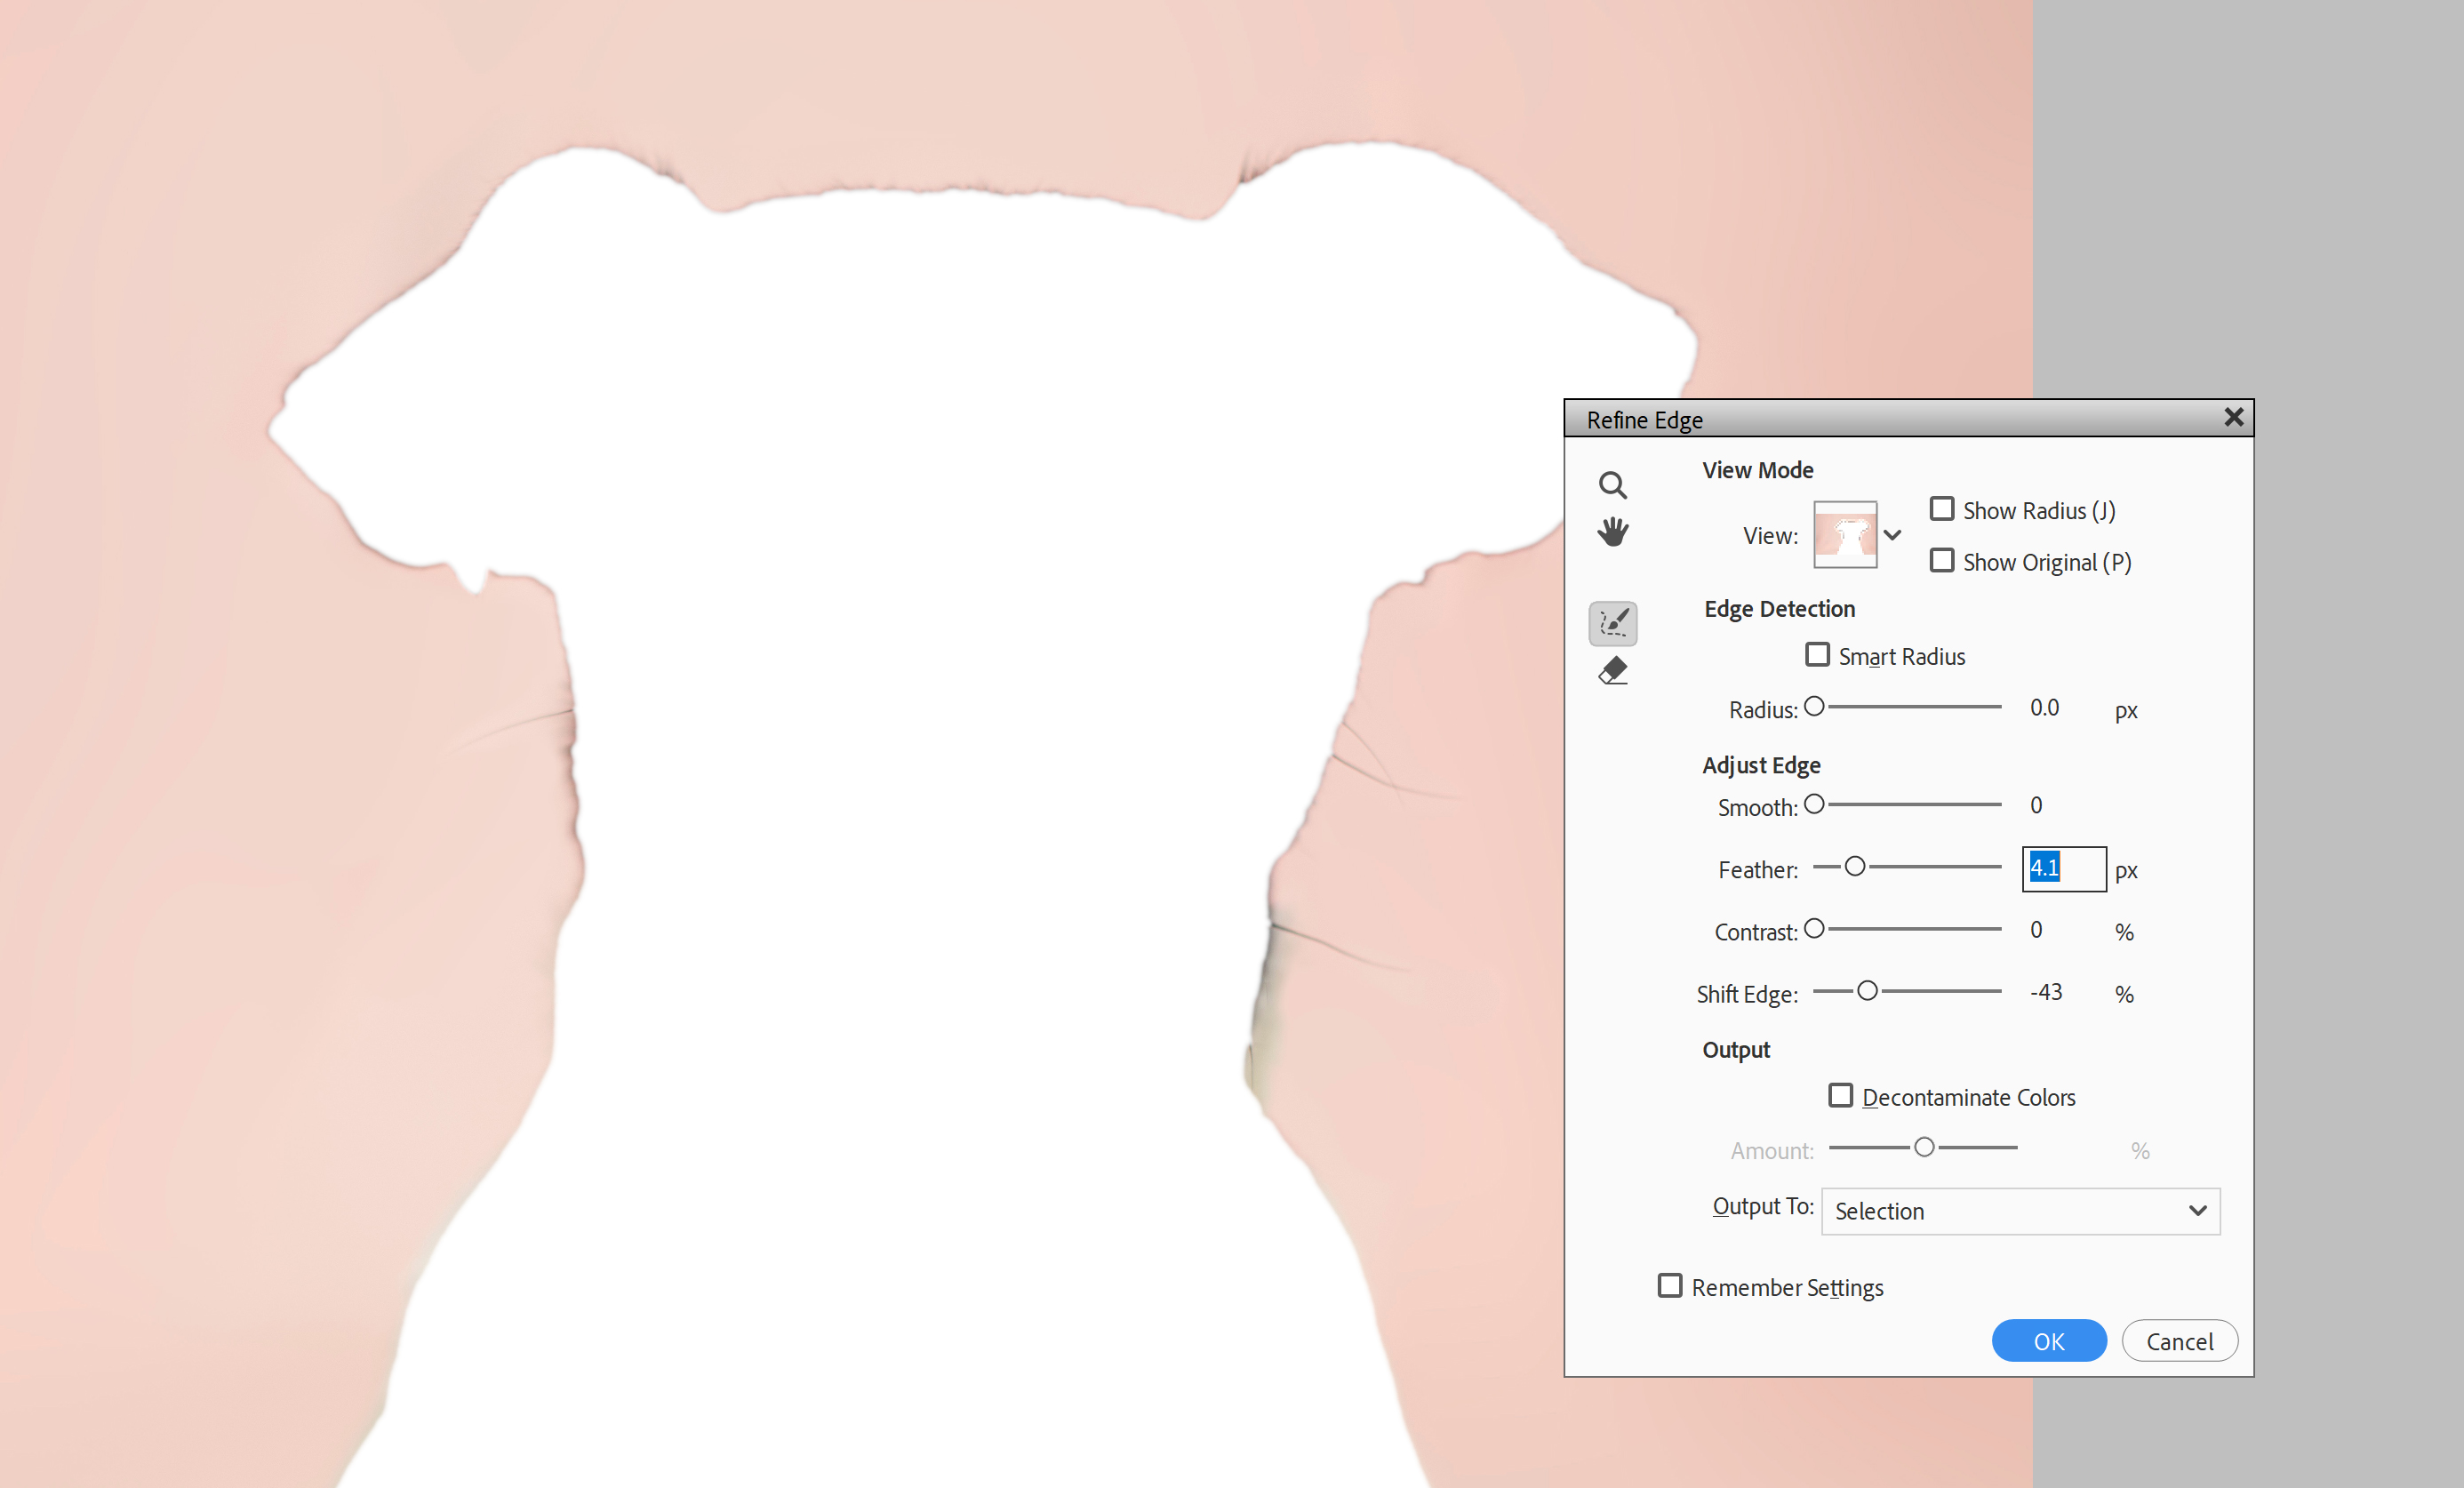 Refine Edge
View Mode
View:
Show Radius (J)
Show Original (P)
Edge Detection
Smart Radius
Radius: 0.0 px
Adjust Edge
Smooth: 0
Feather: 4.1 px
Contrast: 0 %
Shift Edge: -43 %
Output
Decontaminate Colors
Amount: %
Output To: Selection
Remember Settings
OK Cancel